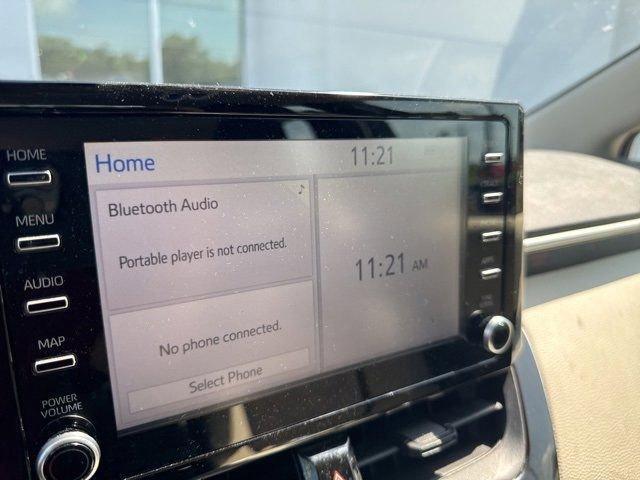 HOME
MENU
AUDIO
MAP
POWER
VOLUME
Home
11:21
Bluetooth Audio
Portable player is not connected.
No phone connected.
Select Phone
11:21 AM